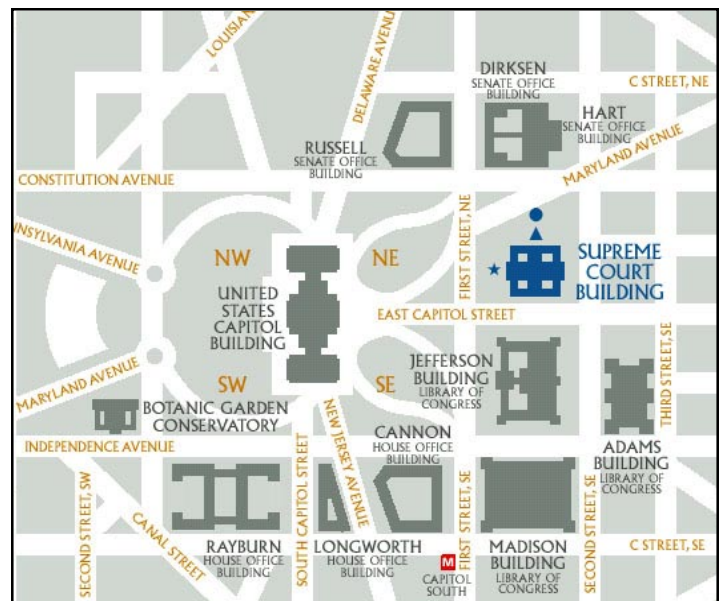 LOUISIAN
DELAWARE AVENU
DIRKSEN
SENATE OFFICE
BUILDING
C STREET, NE
HART
SENATE OFFICE
BUILDING
RUSSELL
SENATE OFFICE
BUILDING
MARYLAND AVENUE
CONSTITUTION AVENUE
FIRST STREET, NE
NSYLVANIA AVENUE
NW
NE
SUPREME
COURT
BUILDING
UNITED
STATES
CAPITOL
BUILDING
EAST CAPITOL STREET
JEFFERSON
BUILDING
LIBRARY OF
CONGRESS
THIRD STREET, SE
SW
SE
MARYLAND AVENUE
BOTANIC GARDEN
CONSERVATORY
NEW JERSEY AVENUE
CANNON
HOUSE OFFICE
BUILDING
INDEPENDENCE AVENUE
ADAMS
BUILDING
LIBRARY OF
CONGRESS
SECOND STREET, SW
CANAL STREET
SOUTH CAPITOL STREET
FIRST STREET, SE
SECOND STREET, SE
RAYBURN
HOUSE OFFICE
BUILDING
LONGWORTH
HOUSE OFFICE
BUILDING
M
CAPITOL
SOUTH
MADISON
BUILDING
LIBRARY OF
CONGRESS
C STREET, SE